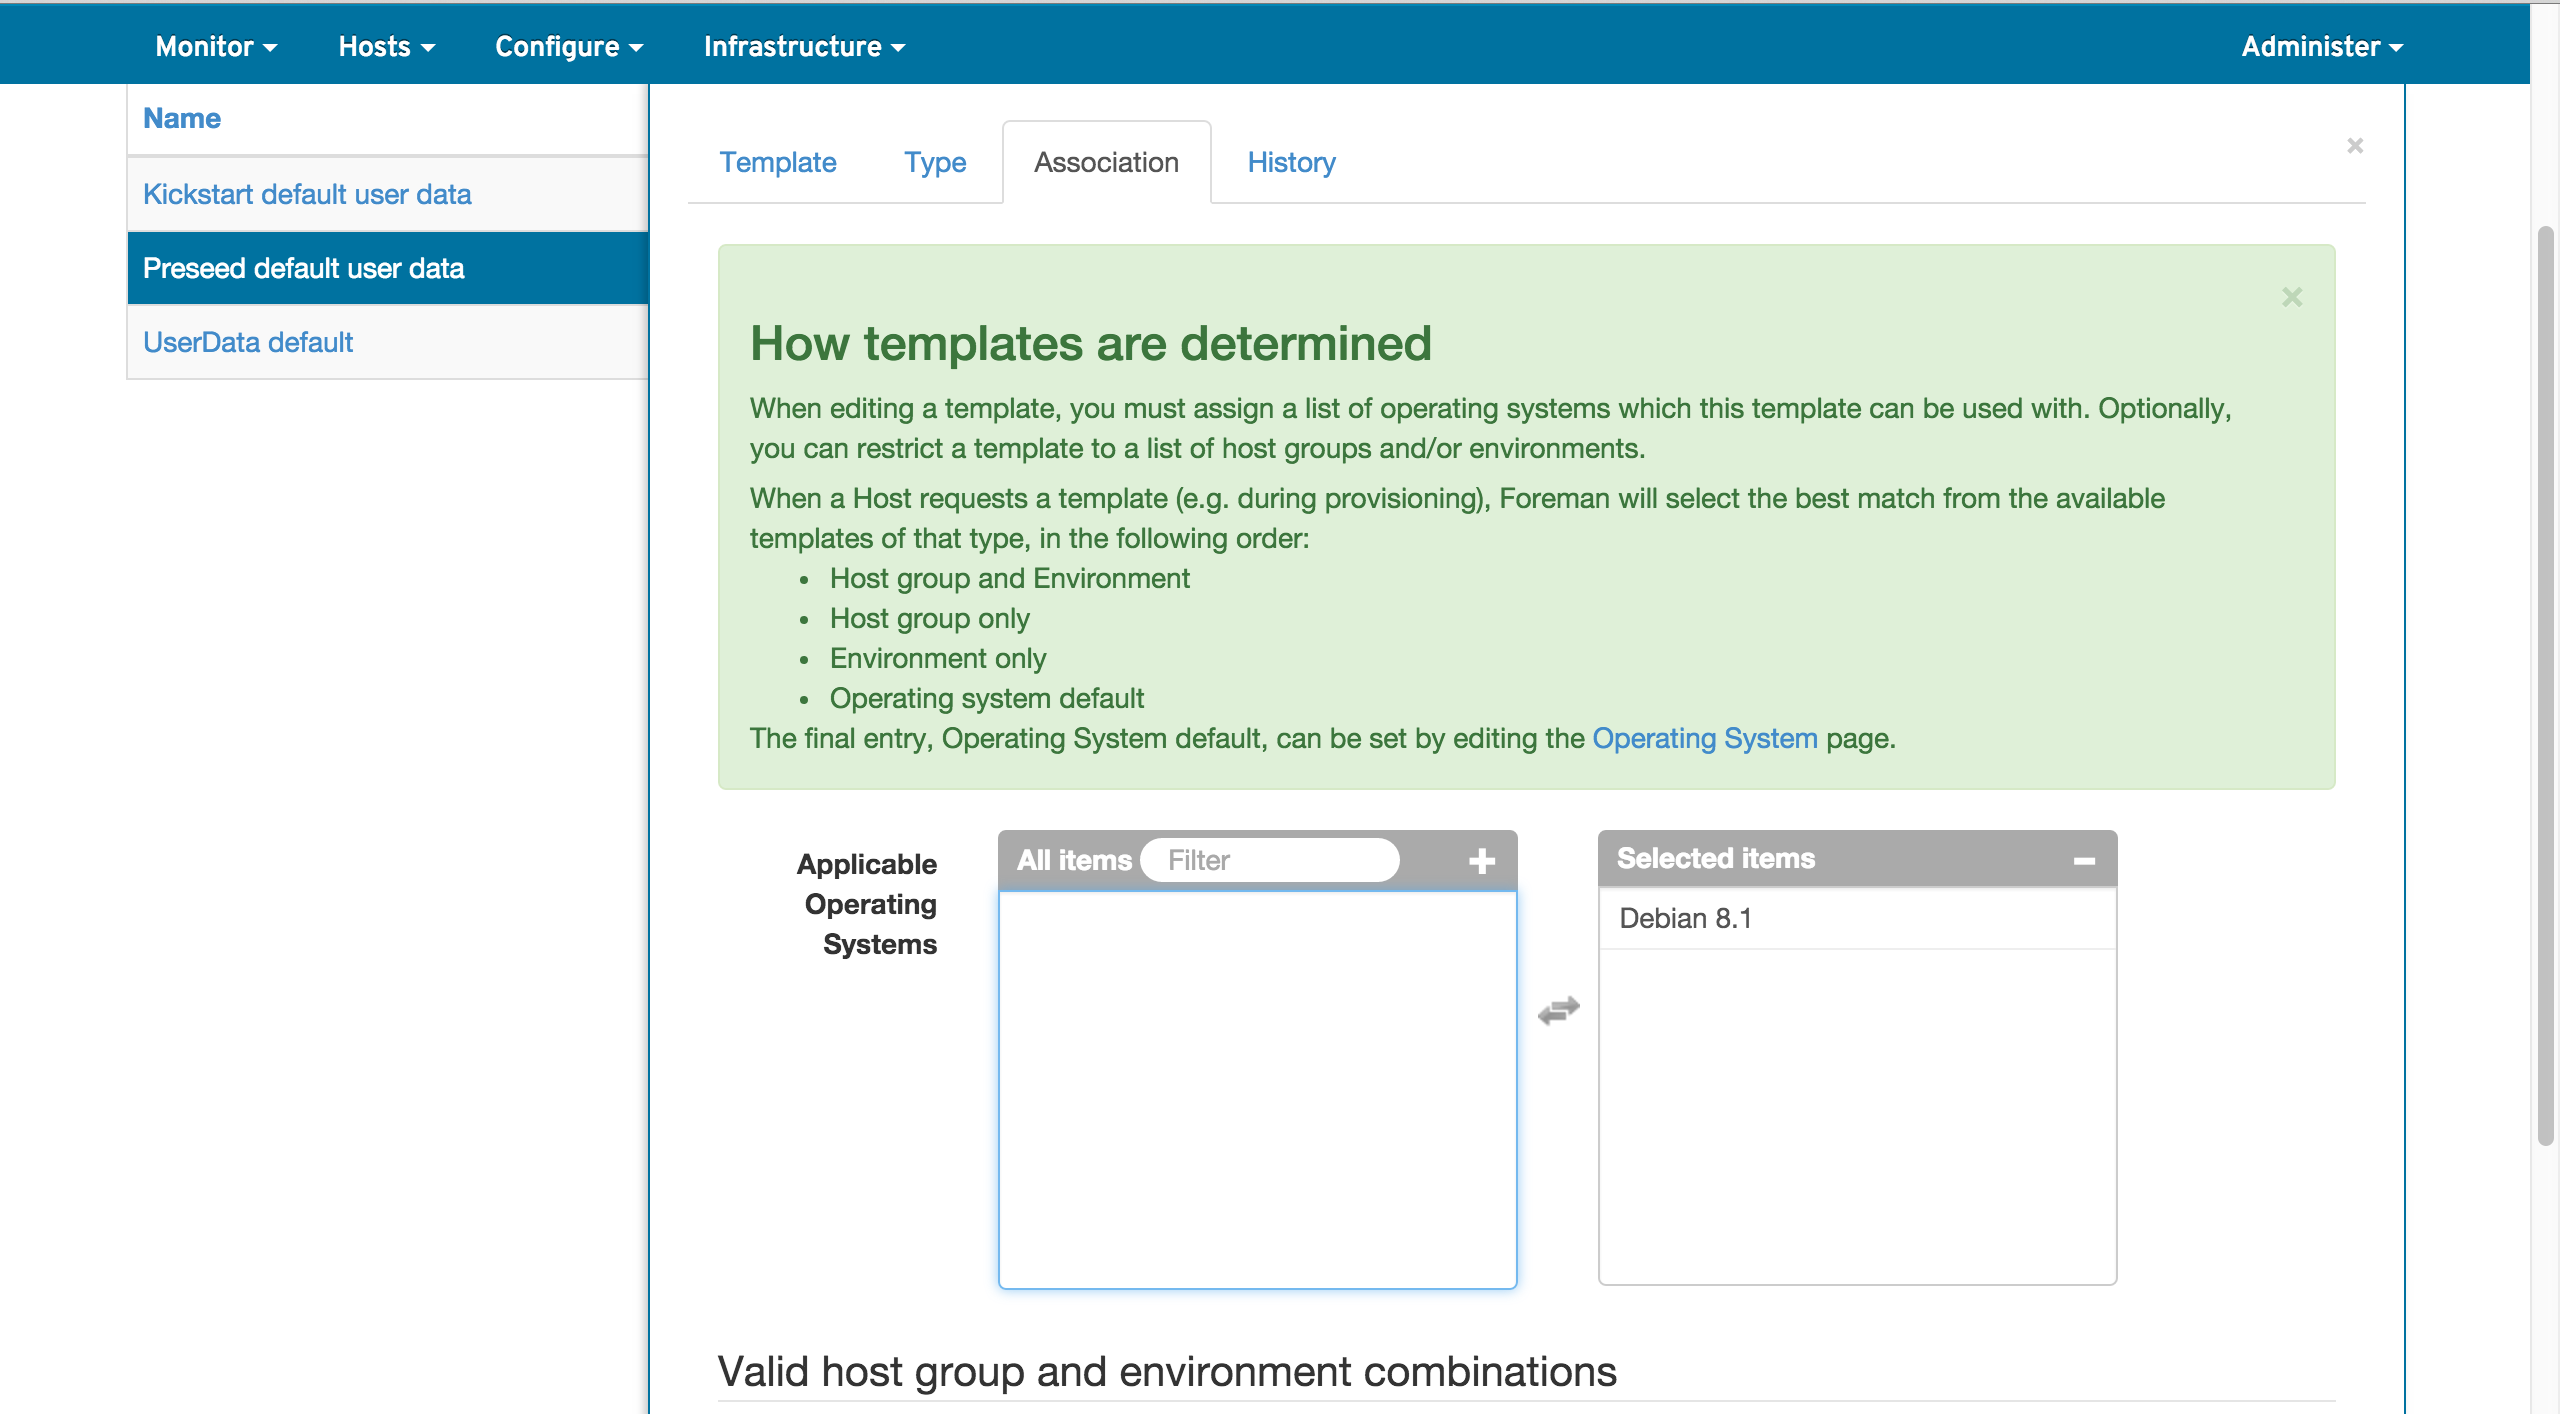 Monitor Hosts Configure Infrastructure Administer
Name
Kickstart default user data
Preseed default user data
UserData default
Template Type Association History ×
×
How templates are determined
When editing a template, you must assign a list of operating systems which this template can be used with. Optionally,
you can restrict a template to a list of host groups and/or environments.
When a Host requests a template (e.g. during provisioning), Foreman will select the best match from the available
templates of that type, in the following order:
• Host group and Environment
• Host group only
• Environment only
• Operating system default
The final entry, Operating System default, can be set by editing the Operating System page.
Applicable
Operating
Systems
All items Filter +
Selected items −
Debian 8.1
Valid host group and environment combinations